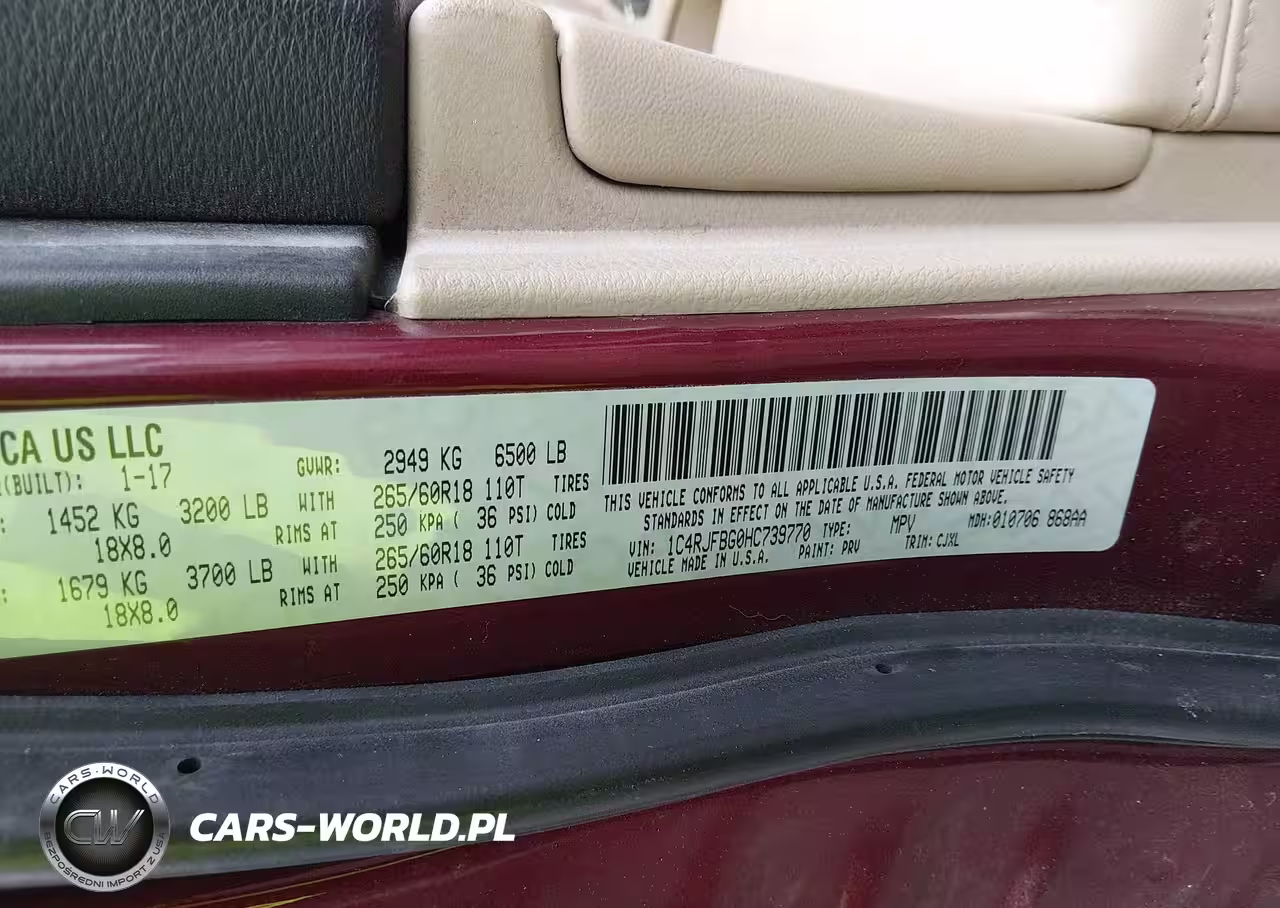 CA US LLC
(BUILT): 1-17 GVWR: 2949 KG 6500 LB
: 1452 KG 3200 LB WITH 265/60R18 110T TIRES
18X8.0 RIMS AT 250 KPA ( 36 PSI) COLD
: 1679 KG 3700 LB WITH 265/60R18 110T TIRES
18X8.0 RIMS AT 250 KPA ( 36 PSI) COLD
THIS VEHICLE CONFORMS TO ALL APPLICABLE U.S.A. FEDERAL MOTOR VEHICLE SAFETY
STANDARDS IN EFFECT ON THE DATE OF MANUFACTURE SHOWN ABOVE.
VIN: 1C4RJFBG0HC739770 TYPE: MPV MDH:010706 868AA
VEHICLE MADE IN U.S.A. PAINT: PRV TRIM: CJXL
CARS-WORLD
CW
BEZPOŚREDNI IMPORT Z USA
CARS-WORLD.PL